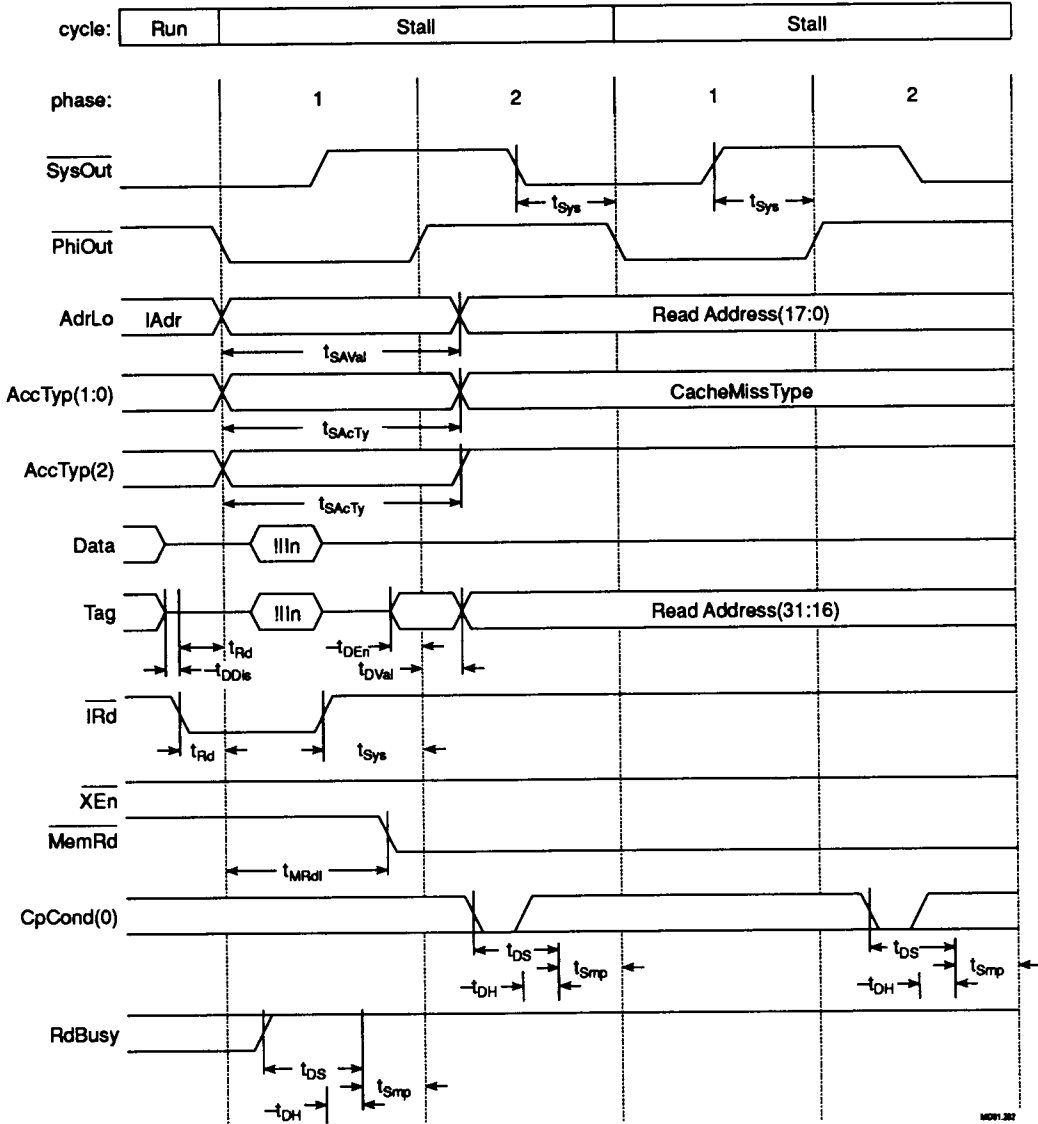 cycle: Run Stall Stall
phase: 1 2 1 2
SysOut
tSys tSys
PhiOut
AdrLo IAdr Read Address(17:0)
tSAVal
AccTyp(1:0) CacheMissType
tSAcTy
AccTyp(2)
tSAcTy
Data !IIn
Tag !IIn Read Address(31:16)
tRd –tDEn
–tDDis tDVal
IRd
tRd tSys
XEn
MemRd
tMRdI
CpCond(0)
tDS tDS
tSmp tSmp
–tDH –tDH
RdBusy
tDS
tSmp
–tDH